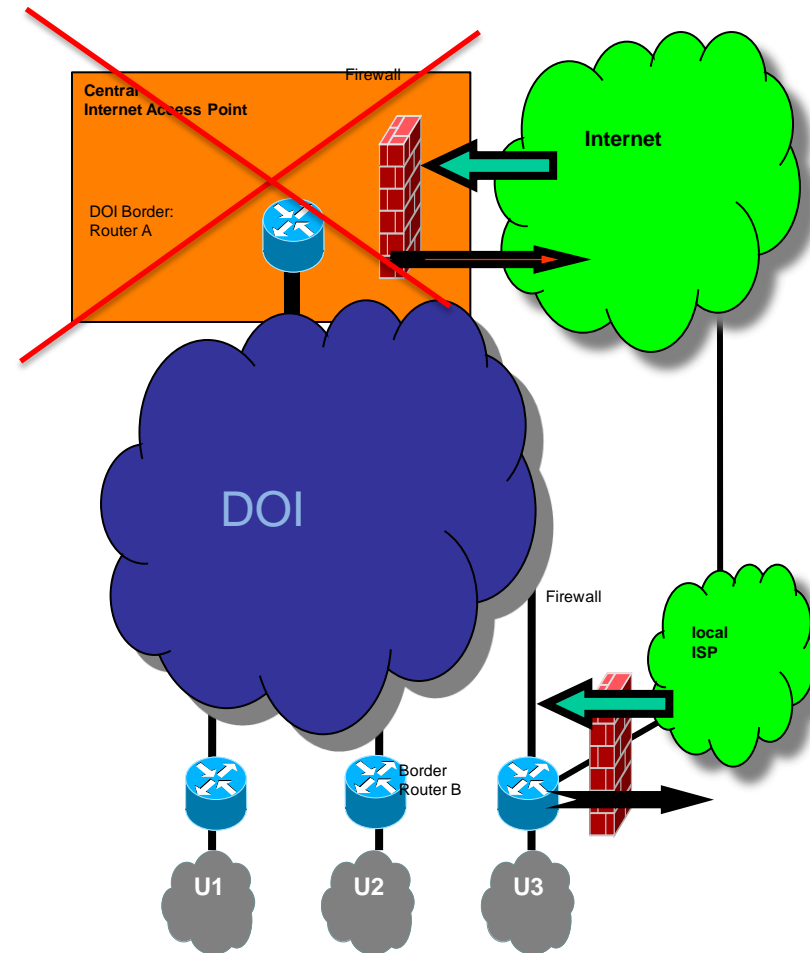 Firewall
Central
Internet Access Point
Internet
DOI Border:
Router A
DOI
Firewall
local
ISP
Border
Router B
U1
U2
U3